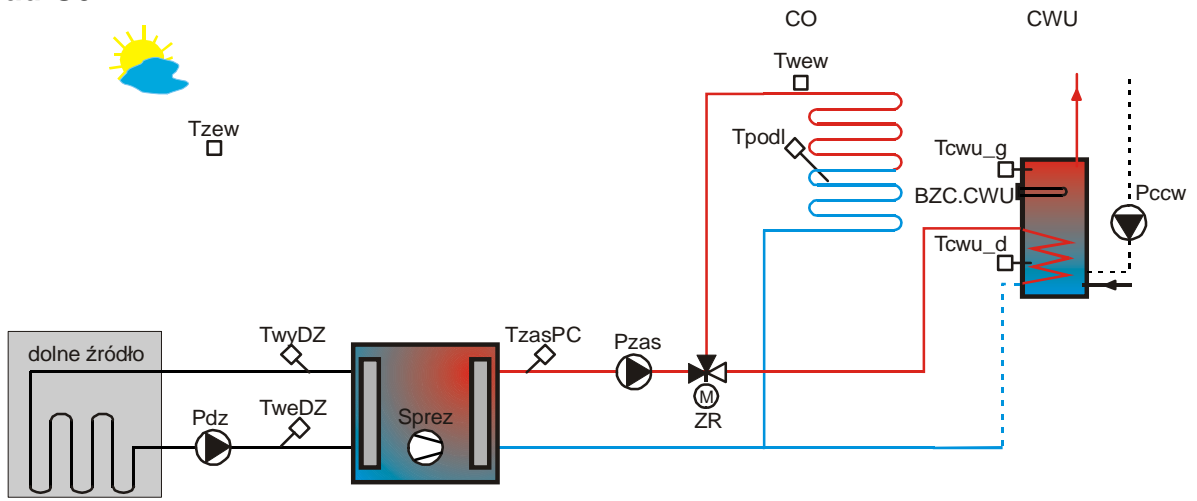 CO
CWU
Twew
Tzew
Tpodl
Tcwu_g
BZC.CWU
Pccw
Tcwu_d
dolne źródło
TwyDZ
TzasPC
Pzas
M
ZR
Pdz
TweDZ
Sprez